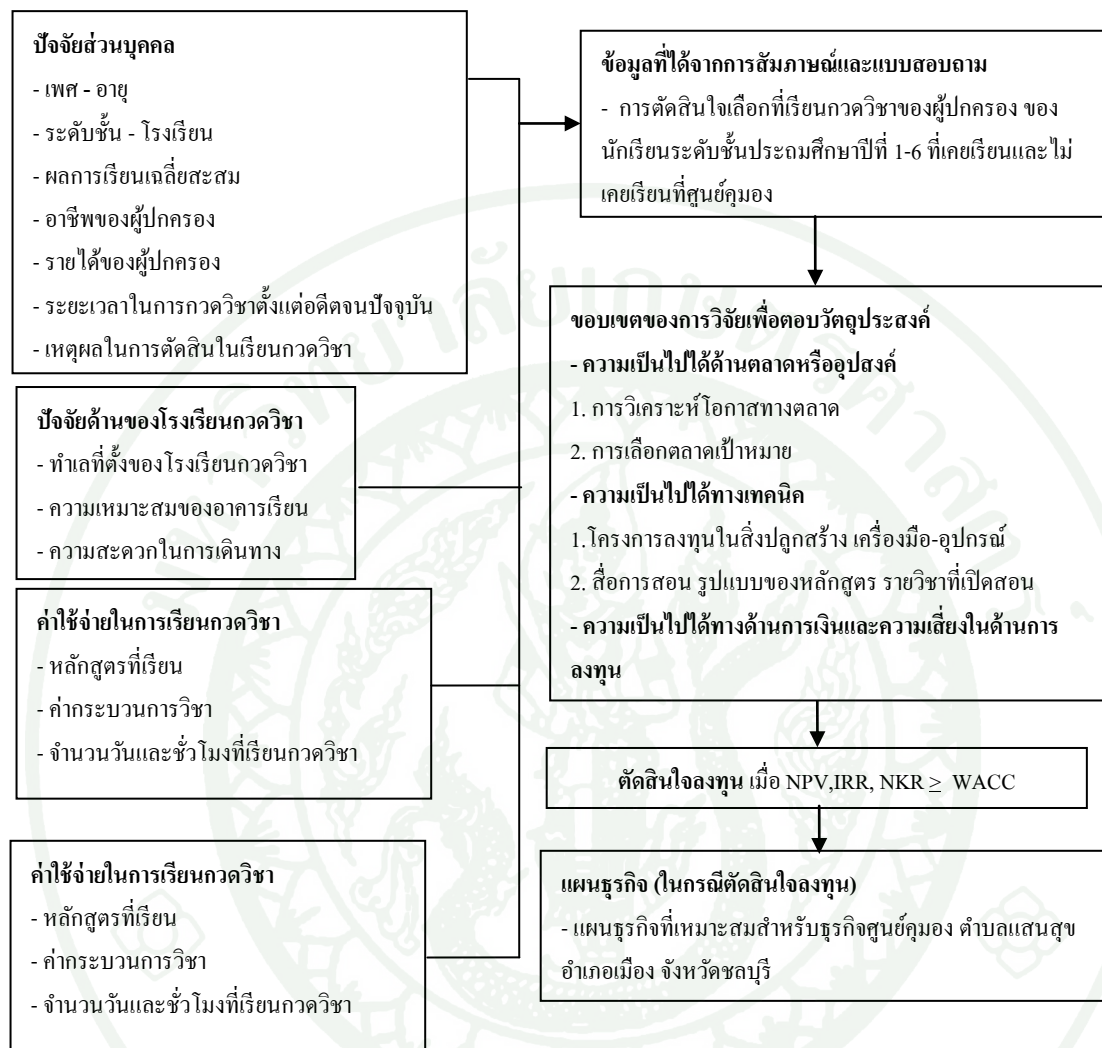 ปัจจัยส่วนบุคคล
- เพศ - อายุ
- ระดับชั้น - โรงเรียน
- ผลการเรียนเฉลี่ยสะสม
- อาชีพของผู้ปกครอง
- รายได้ของผู้ปกครอง
- ระยะเวลาในการกวดวิชาตั้งแต่อดีตจนปัจจุบัน
- เหตุผลในการตัดสินในเรียนกวดวิชา
ปัจจัยด้านของโรงเรียนกวดวิชา
- ทำเลที่ตั้งของโรงเรียนกวดวิชา
- ความเหมาะสมของอาคารเรียน
- ความสะดวกในการเดินทาง
ค่าใช้จ่ายในการเรียนกวดวิชา
- หลักสูตรที่เรียน
- ค่ากระบวนการวิชา
- จำนวนวันและชั่วโมงที่เรียนกวดวิชา
ค่าใช้จ่ายในการเรียนกวดวิชา
- หลักสูตรที่เรียน
- ค่ากระบวนการวิชา
- จำนวนวันและชั่วโมงที่เรียนกวดวิชา
ข้อมูลที่ได้จากการสัมภาษณ์และแบบสอบถาม
- การตัดสินใจเลือกที่เรียนกวดวิชาของผู้ปกครอง ของ
นักเรียนระดับชั้นประถมศึกษาปีที่ 1-6 ที่เคยเรียนและไม่
เคยเรียนที่ศูนย์คุมอง
ขอบเขตของการวิจัยเพื่อตอบวัตถุประสงค์
- ความเป็นไปได้ด้านตลาดหรืออุปสงค์
1. การวิเคราะห์โอกาสทางตลาด
2. การเลือกตลาดเป้าหมาย
- ความเป็นไปได้ทางเทคนิค
1.โครงการลงทุนในสิ่งปลูกสร้าง เครื่องมือ-อุปกรณ์
2. สื่อการสอน รูปแบบของหลักสูตร รายวิชาที่เปิดสอน
- ความเป็นไปได้ทางด้านการเงินและความเสี่ยงในด้านการ
ลงทุน
ตัดสินใจลงทุน เมื่อ NPV,IRR, NKR ≥ WACC
แผนธุรกิจ (ในกรณีตัดสินใจลงทุน)
- แผนธุรกิจที่เหมาะสมสำหรับธุรกิจศูนย์คุมอง ตำบลแสนสุข
อำเภอเมือง จังหวัดชลบุรี
มหาวิทยาลัยเกษตรศาสตร์